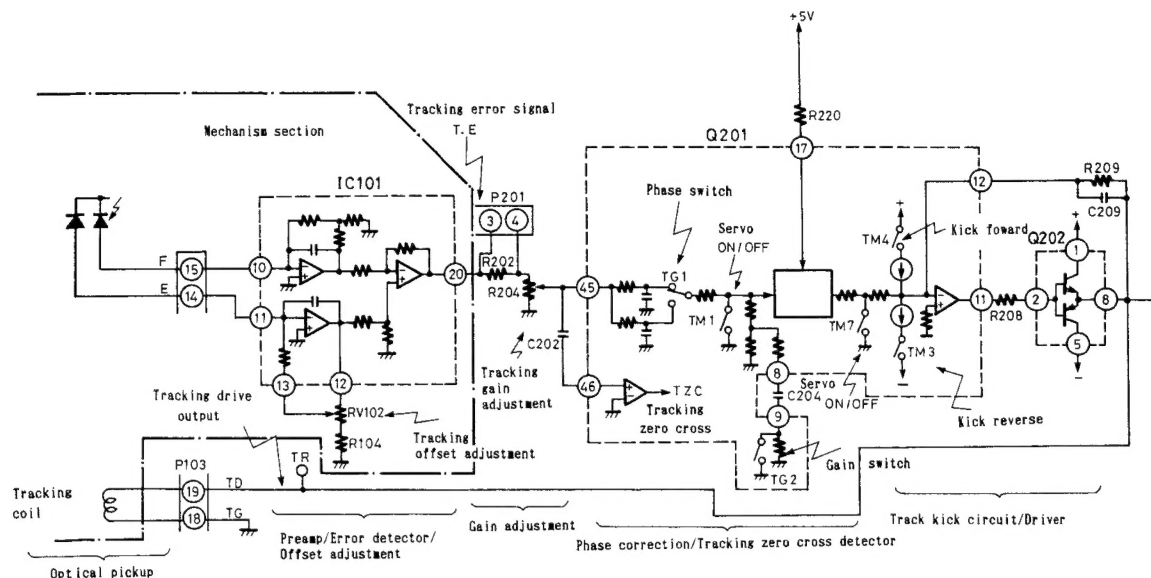 +5V
R220
Tracking error signal
T.E
Mechanism section
Q201
17
IC101
P201
3
4
Phase switch
12
R209
C209
+
Kick foward
TM4
Q202
+
1
Servo
ON/OFF
F
15
10
20
R202
R204
45
TG1
E
14
11
TM1
TM7
11
R208
2
8
C202
TM3
5
-
-
13
12
Tracking
gain
adjustment
46
TZC
Tracking
zero cross
8
C204
9
Servo
ON/OFF
Kick reverse
Tracking drive
output
RV102
R104
Tracking
offset adjustment
TR
TG2
Gain switch
P103
Tracking
coil
19
TD
18
TG
Preamp/Error detector/
Offset adjustment
Gain adjustment
Phase correction/Tracking zero cross detector
Track kick circuit/Driver
Optical pickup